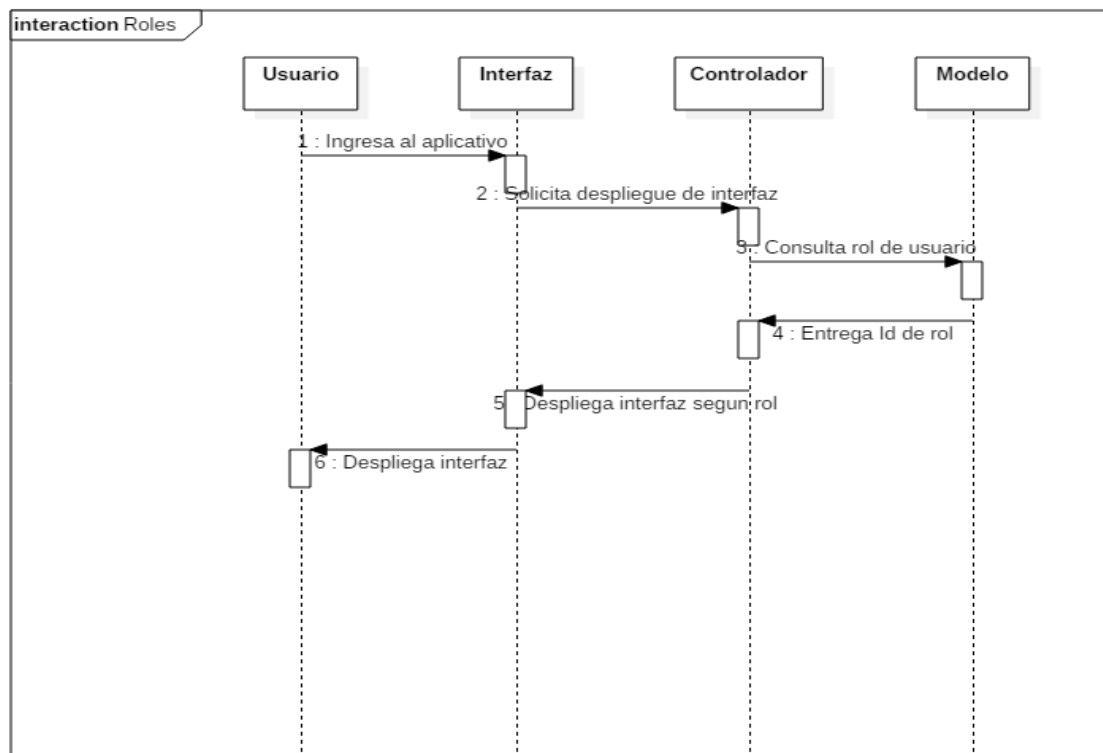 interaction Roles
Usuario
Interfaz
Controlador
Modelo
1 : Ingresa al aplicativo
2 : Solicita despliegue de interfaz
3 : Consulta rol de usuario
4 : Entrega Id de rol
5 : Despliega interfaz segun rol
6 : Despliega interfaz